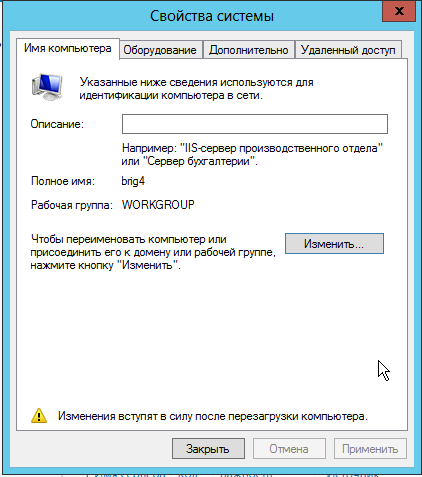 Свойства системы
x
Имя компьютера Оборудование Дополнительно Удаленный доступ
Указанные ниже сведения используются для
идентификации компьютера в сети.
Описание:
Например: "IIS-сервер производственного отдела"
или "Сервер бухгалтерии".
Полное имя: brig4
Рабочая группа: WORKGROUP
Чтобы переименовать компьютер или
присоединить его к домену или рабочей группе,
нажмите кнопку "Изменить".
Изменить...
Изменения вступят в силу после перезагрузки компьютера.
Закрыть Отмена Применить